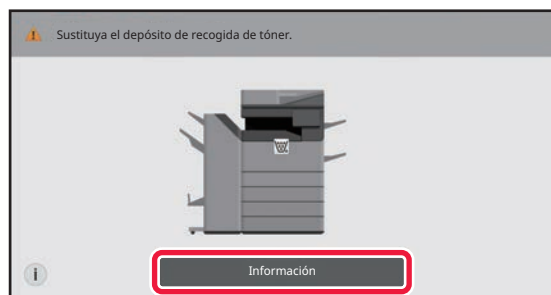 Sustituya el depósito de recogida de tóner.
i
Información